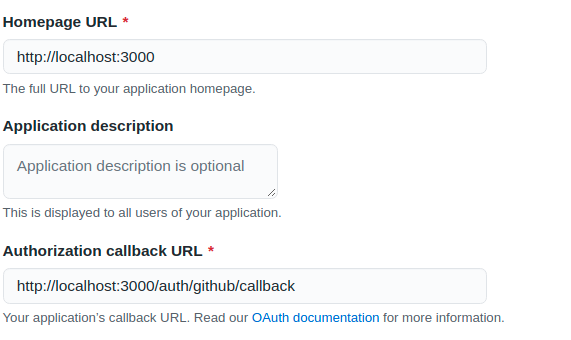 Homepage URL *
http://localhost:3000
The full URL to your application homepage.
Application description
Application description is optional
This is displayed to all users of your application.
Authorization callback URL *
http://localhost:3000/auth/github/callback
Your application's callback URL. Read our OAuth documentation for more information.